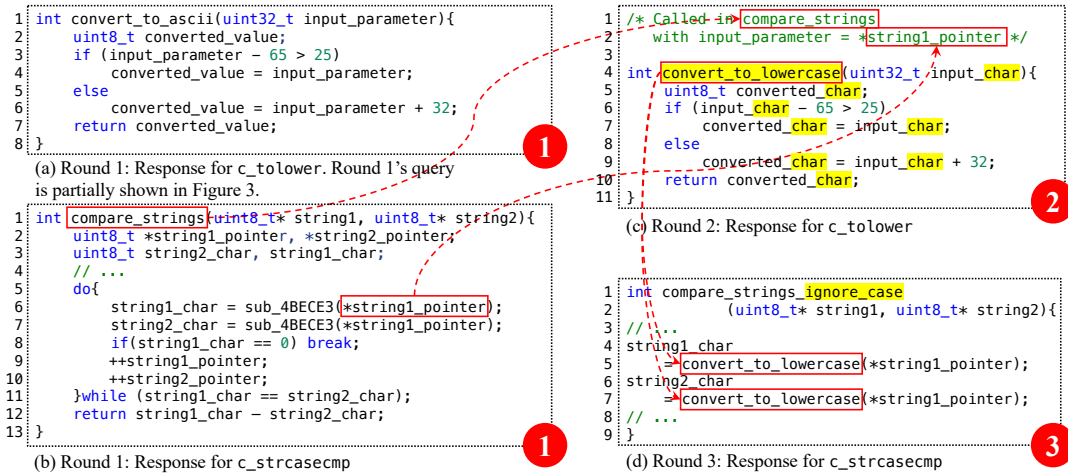 1 int convert_to_ascii(uint32_t input_parameter){
2 uint8_t converted_value;
3 if (input_parameter - 65 > 25)
4 converted_value = input_parameter;
5 else
6 converted_value = input_parameter + 32;
7 return converted_value;
8 }
1
(a) Round 1: Response for c_tolower. Round 1's query
is partially shown in Figure 3.
1 int compare_strings(uint8_t* string1, uint8_t* string2){
2 uint8_t *string1_pointer, *string2_pointer;
3 uint8_t string2_char, string1_char;
4 // ...
5 do{
6 string1_char = sub_4BECE3(*string1_pointer);
7 string2_char = sub_4BECE3(*string1_pointer);
8 if(string1_char == 0) break;
9 ++string1_pointer;
10 ++string2_pointer;
11 }while (string1_char == string2_char);
12 return string1_char - string2_char;
13 }
1
(b) Round 1: Response for c_strcasecmp
1 /* Called in compare_strings
2 with input_parameter = *string1_pointer */
3
4 int convert_to_lowercase(uint32_t input_char){
5 uint8_t converted_char;
6 if (input_char - 65 > 25)
7 converted_char = input_char;
8 else
9 converted_char = input_char + 32;
10 return converted_char;
11 }
2
(c) Round 2: Response for c_tolower
1 int compare_strings_ignore_case
2 (uint8_t* string1, uint8_t* string2){
3 // ...
4 string1_char
5 = convert_to_lowercase(*string1_pointer);
6 string2_char
7 = convert_to_lowercase(*string1_pointer);
8 // ...
9 }
3
(d) Round 3: Response for c_strcasecmp